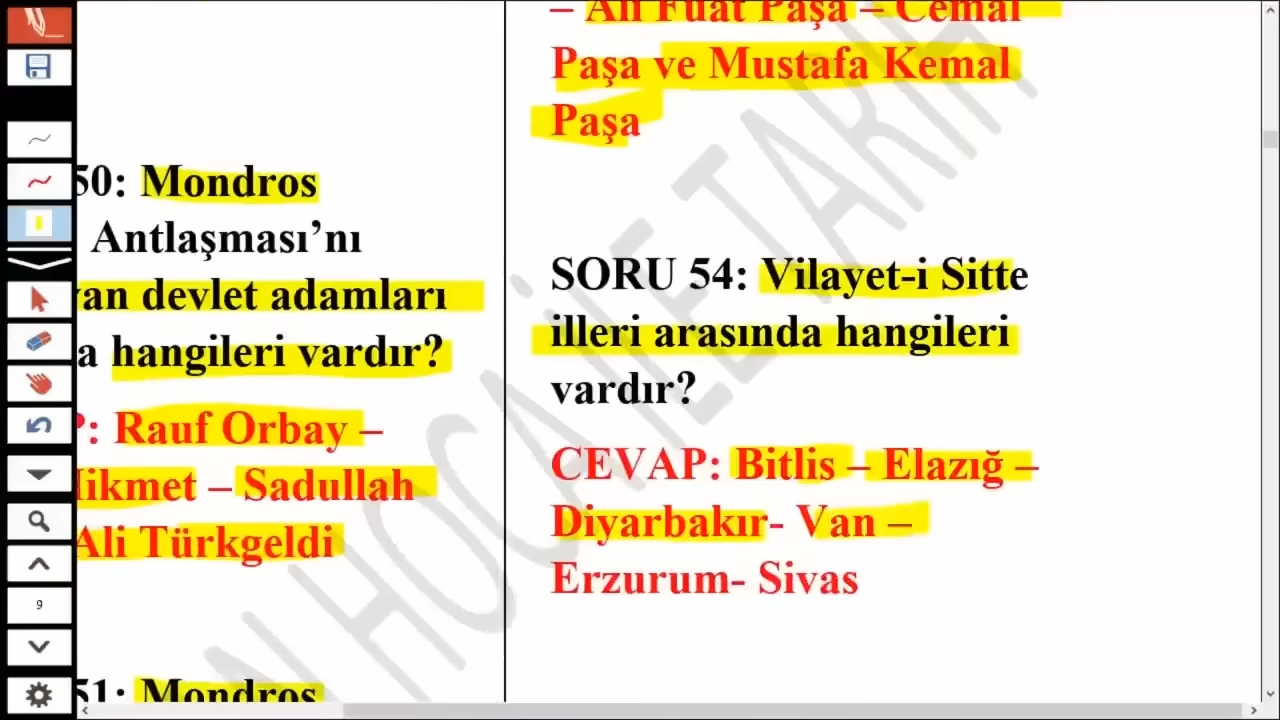 50: Mondros
Antlaşması’nı
devlet adamları
hangileri vardır?
: Rauf Orbay –
– Sadullah
Ali Türkgeldi
51: Mondros
– Ali Fuat Paşa – Cemal
Paşa ve Mustafa Kemal
Paşa
SORU 54: Vilayet-i Sitte
illeri arasında hangileri
vardır?
CEVAP: Bitlis – Elazığ –
Diyarbakır- Van –
Erzurum- Sivas
9